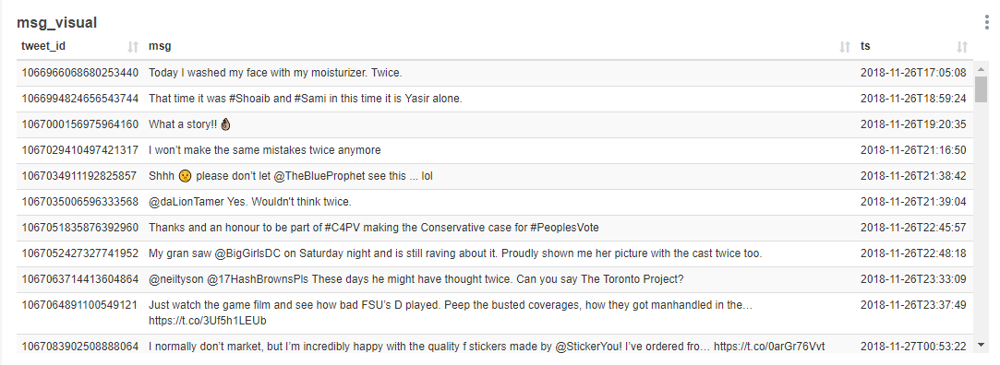 msg_visual
tweet_id msg ts
1066966068680253440 Today I washed my face with my moisturizer. Twice. 2018-11-26T17:05:08
1066994824656543744 That time it was #Shoaib and #Sami in this time it is Yasir alone. 2018-11-26T18:59:24
1067000156975964160 What a story!! 👌🏿 2018-11-26T19:20:35
1067029410497421317 I won’t make the same mistakes twice anymore 2018-11-26T21:16:50
1067034911192825857 Shhh 🤫 please don’t let @TheBlueProphet see this ... lol 2018-11-26T21:38:42
1067035006596333568 @daLionTamer Yes. Wouldn't think twice. 2018-11-26T21:39:04
1067051835876392960 Thanks and an honour to be part of #C4PV making the Conservative case for #PeoplesVote 2018-11-26T22:45:57
1067052427327741952 My gran saw @BigGirlsDC on Saturday night and is still raving about it. Proudly shown me her picture with the cast twice too. 2018-11-26T22:48:18
1067063714413604864 @neiltyson @17HashBrownsPls These days he might have thought twice. Can you say The Toronto Project? 2018-11-26T23:33:09
1067064891100549121 Just watch the game film and see how bad FSU’s D played. Peep the busted coverages, how they got manhandled in the… 2018-11-26T23:37:49
https://t.co/3Uf5h1LEUb
1067083902508888064 I normally don’t market, but I’m incredibly happy with the quality f stickers made by @StickerYou! I’ve ordered fro… https://t.co/0arGr76Vvt 2018-11-27T00:53:22